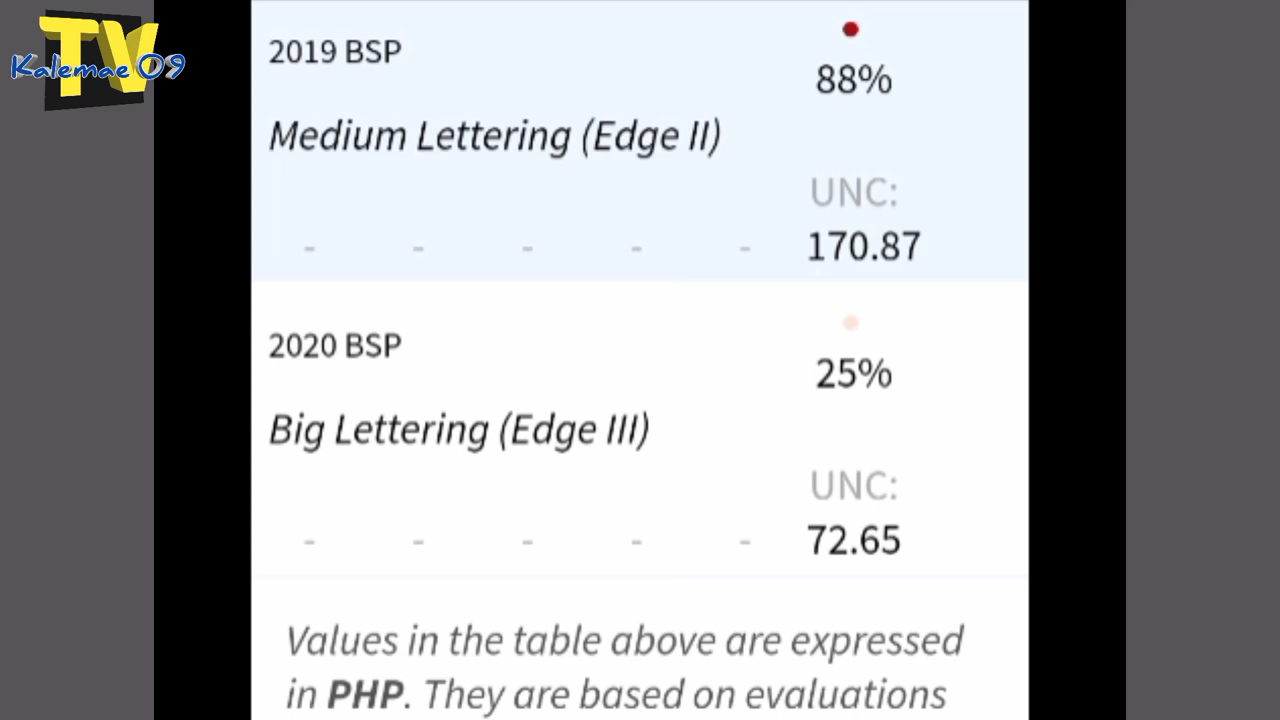 TV
Kalemae 09
2019 BSP
88%
Medium Lettering (Edge II)
UNC:
- - - - - 170.87
2020 BSP
25%
Big Lettering (Edge III)
UNC:
- - - - - 72.65
Values in the table above are expressed
in PHP. They are based on evaluations